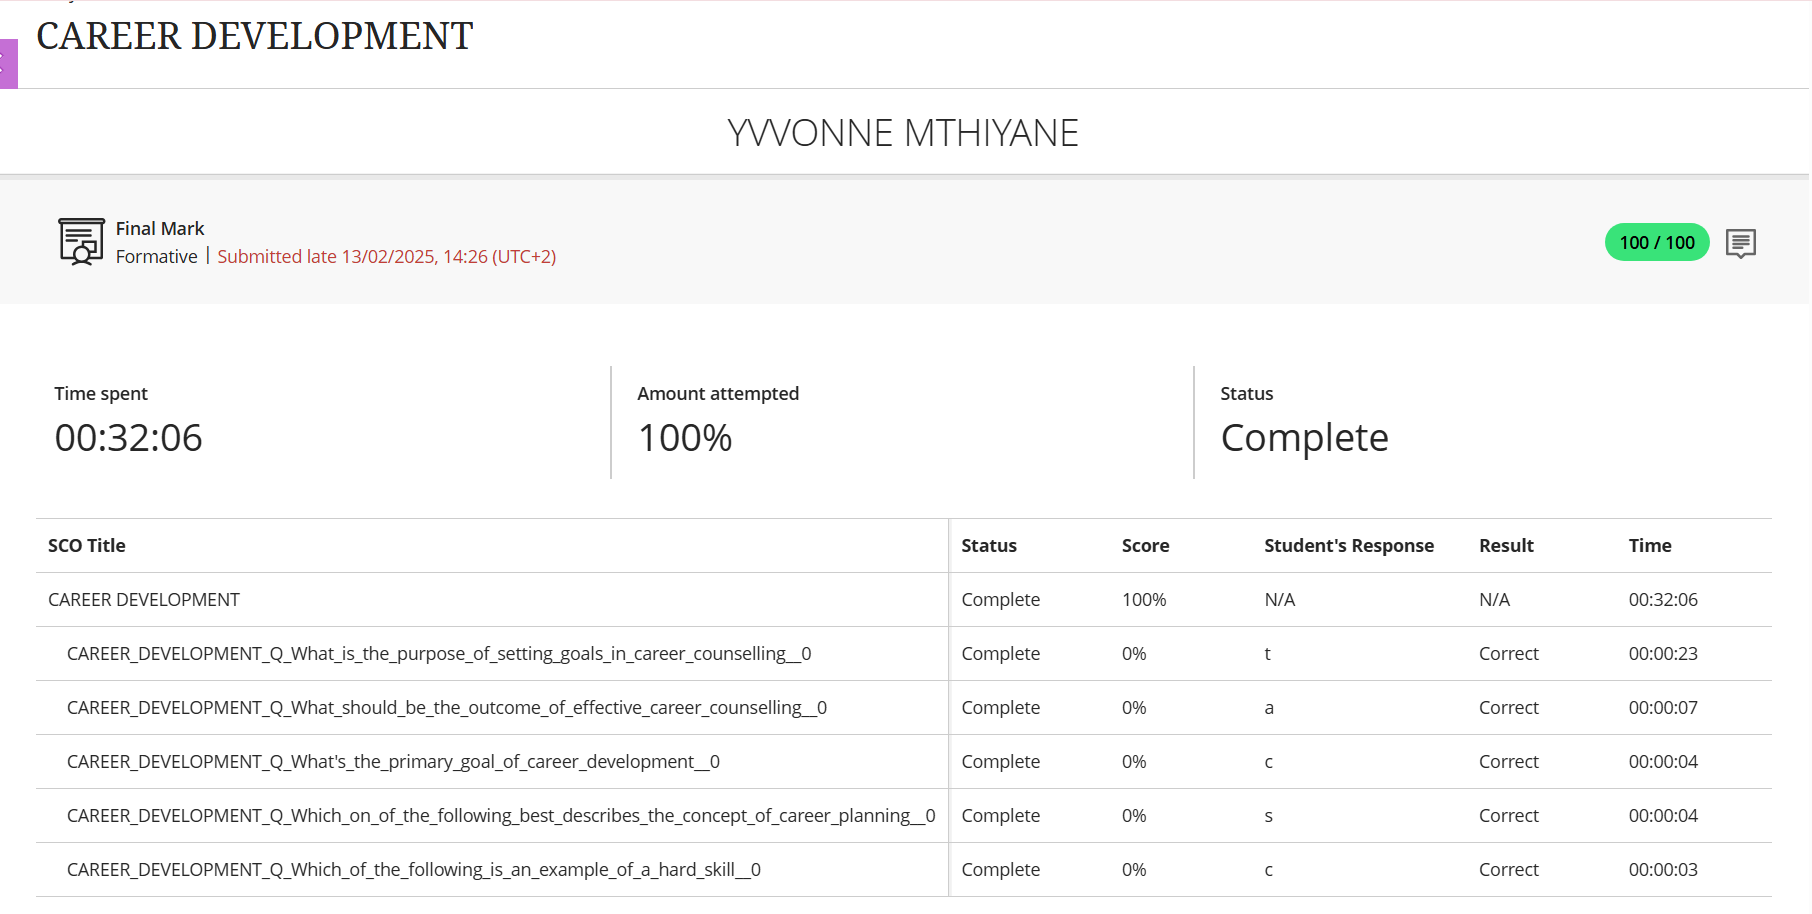 CAREER DEVELOPMENT
YVVONNE MTHIYANE
Final Mark
Formative | Submitted late 13/02/2025, 14:26 (UTC+2)
100 / 100
Time spent
00:32:06
Amount attempted
100%
Status
Complete
SCO Title Status Score Student's Response Result Time
CAREER DEVELOPMENT Complete 100% N/A N/A 00:32:06
CAREER_DEVELOPMENT_Q_What_is_the_purpose_of_setting_goals_in_career_counselling__0 Complete 0% t Correct 00:00:23
CAREER_DEVELOPMENT_Q_What_should_be_the_outcome_of_effective_career_counselling__0 Complete 0% a Correct 00:00:07
CAREER_DEVELOPMENT_Q_What's_the_primary_goal_of_career_development__0 Complete 0% c Correct 00:00:04
CAREER_DEVELOPMENT_Q_Which_on_of_the_following_best_describes_the_concept_of_career_planning__0 Complete 0% s Correct 00:00:04
CAREER_DEVELOPMENT_Q_Which_of_the_following_is_an_example_of_a_hard_skill__0 Complete 0% c Correct 00:00:03